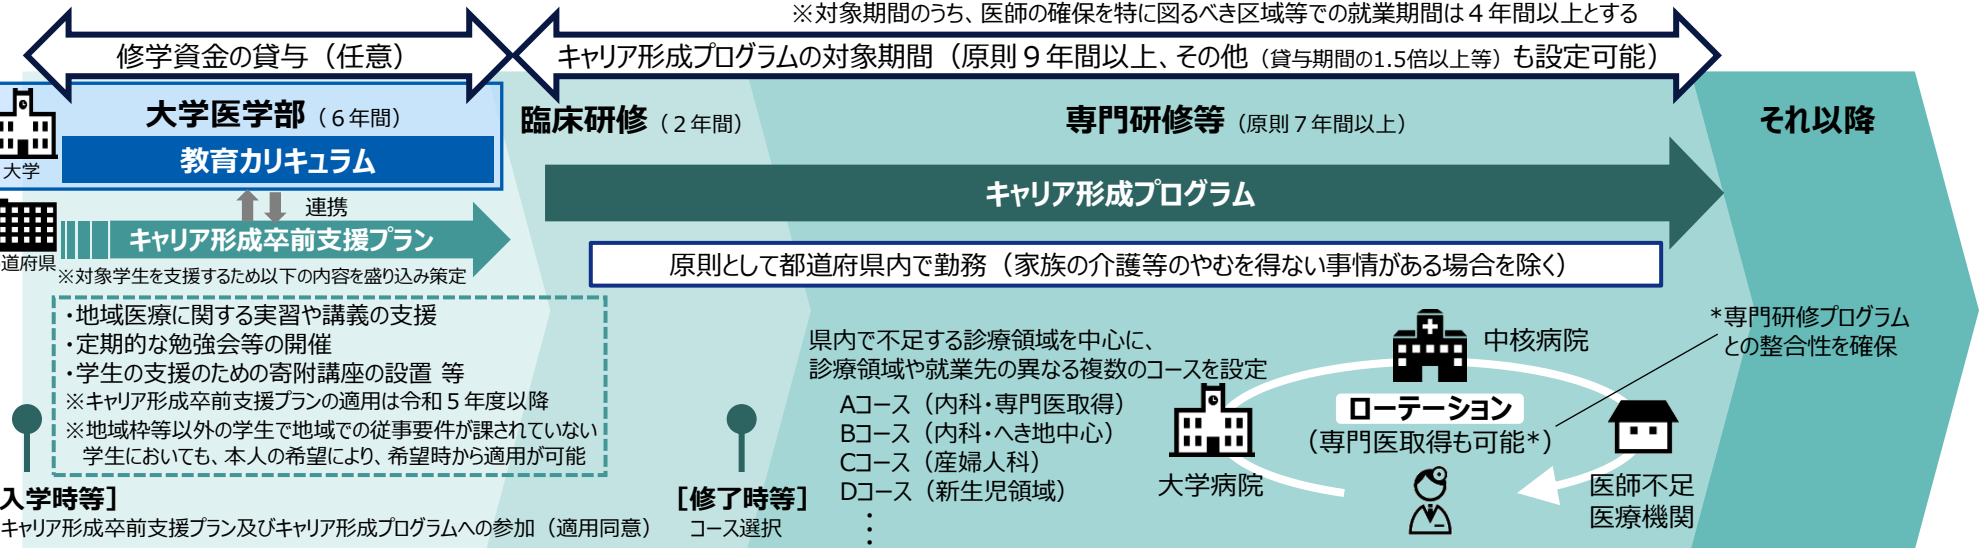 ※対象期間のうち、医師の確保を特に図るべき区域等での就業期間は４年間以上とする
修学資金の貸与（任意）
キャリア形成プログラムの対象期間（原則９年間以上、その他（貸与期間の1.5倍以上等）も設定可能）
大学医学部（６年間）
臨床研修（２年間）
専門研修等（原則７年間以上）
それ以降
大学
教育カリキュラム
キャリア形成プログラム
連携
道府県
キャリア形成卒前支援プラン
※対象学生を支援するため以下の内容を盛り込み策定
原則として都道府県内で勤務（家族の介護等のやむを得ない事情がある場合を除く）
・地域医療に関する実習や講義の支援
・定期的な勉強会等の開催
・学生の支援のための寄附講座の設置 等
※キャリア形成卒前支援プランの適用は令和５年度以降
※地域枠等以外の学生で地域での従事要件が課されていない
学生においても、本人の希望により、希望時から適用が可能
入学時等］
キャリア形成卒前支援プラン及びキャリア形成プログラムへの参加（適用同意）
［修了時等］
コース選択
県内で不足する診療領域を中心に、
診療領域や就業先の異なる複数のコースを設定
Aコース（内科・専門医取得）
Bコース（内科・へき地中心）
Cコース（産婦人科）
Dコース（新生児領域）
：
中核病院
ローテーション
（専門医取得も可能*）
大学病院
医師不足
医療機関
*専門研修プログラム
との整合性を確保